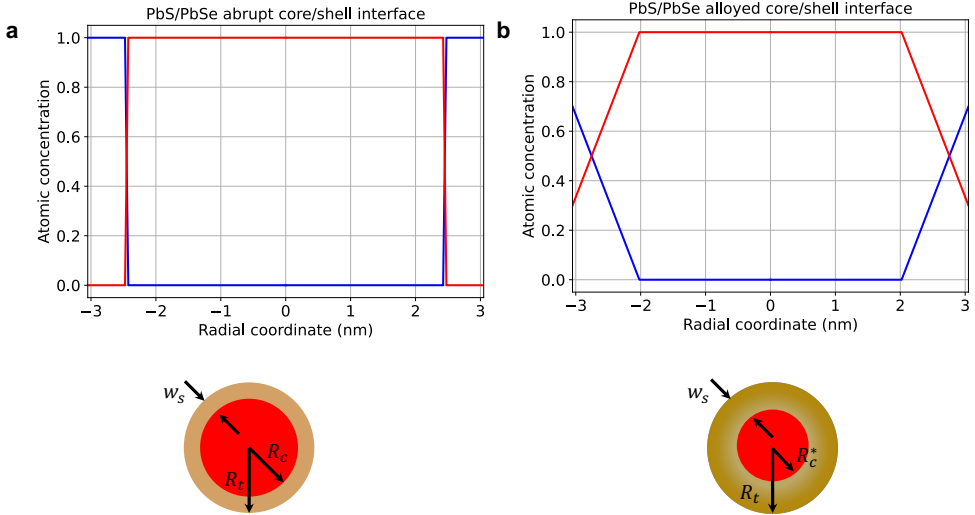 a
PbS/PbSe abrupt core/shell interface
1.0
0.8
0.6
0.4
0.2
0.0
Atomic concentration
−3
−2
−1
0
1
2
3
Radial coordinate (nm)
b
PbS/PbSe alloyed core/shell interface
1.0
0.8
0.6
0.4
0.2
0.0
Atomic concentration
−3
−2
−1
0
1
2
3
Radial coordinate (nm)
w_s
R_c
R_t
w_s
R_c^*
R_t